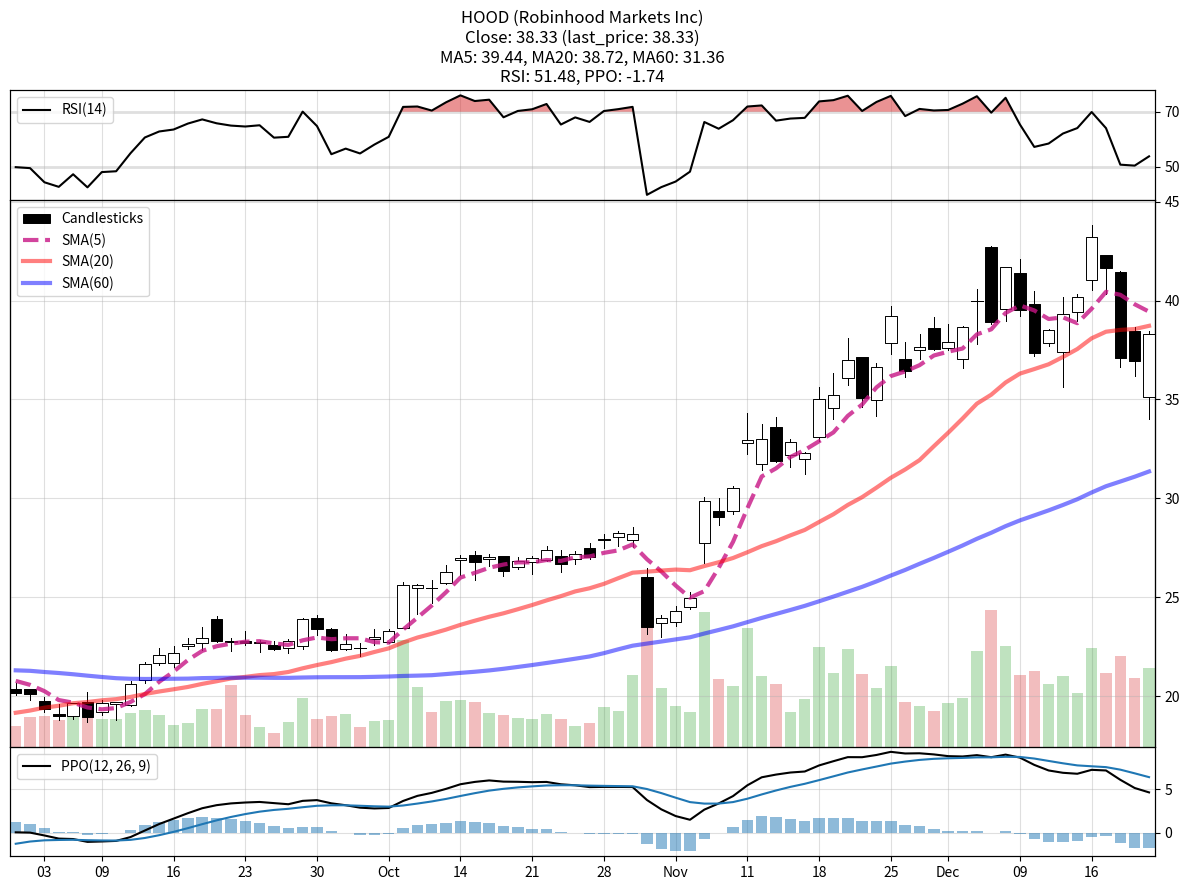 HOOD (Robinhood Markets Inc)
Close: 38.33 (last_price: 38.33)
MA5: 39.44, MA20: 38.72, MA60: 31.36
RSI: 51.48, PPO: -1.74
RSI(14)
70
50
Candlesticks
SMA(5)
SMA(20)
SMA(60)
45
40
35
30
25
20
PPO(12, 26, 9)
5
0
03 09 16 23 30 Oct 14 21 28 Nov 11 18 25 Dec 09 16